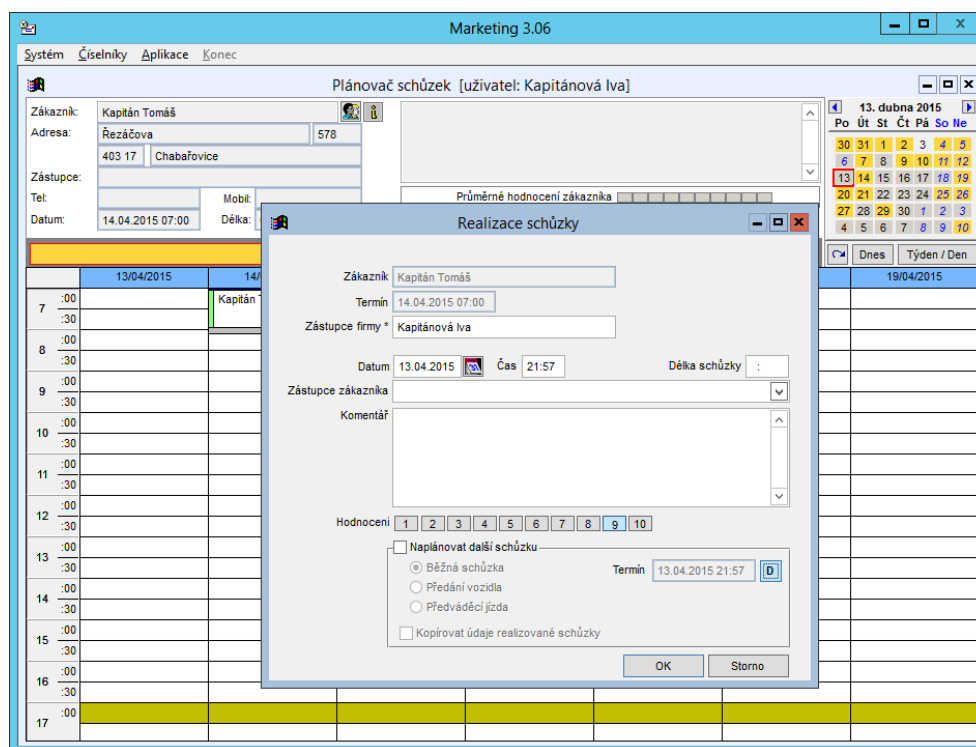 Marketing 3.06
Systém Číselníky Aplikace Konec
Plánovač schůzek [uživatel: Kapitánová Iva]
Zákazník: Kapitán Tomáš
Adresa: Řezáčova 578
403 17 Chabařovice
Zástupce:
Tel: Mobil:
Datum: 14.04.2015 07:00 Délka:
Průměrné hodnocení zákazníka
13. dubna 2015
Po Út St Čt Pá So Ne
30 31 1 2 3 4 5
6 7 8 9 10 11 12
13 14 15 16 17 18 19
20 21 22 23 24 25 26
27 28 29 30 1 2 3
4 5 6 7 8 9 10
Dnes Týden / Den
13/04/2015 14/ 19/04/2015
7 :00 Kapitán
:30
8 :00
:30
9 :00
:30
10 :00
:30
11 :00
:30
12 :00
:30
13 :00
:30
14 :00
:30
15 :00
:30
16 :00
:30
17 :00
Realizace schůzky
Zákazník Kapitán Tomáš
Termín 14.04.2015 07:00
Zástupce firmy * Kapitánová Iva
Datum 13.04.2015 Čas 21:57 Délka schůzky :
Zástupce zákazníka
Komentář
Hodnocení 1 2 3 4 5 6 7 8 9 10
Naplánovat další schůzku
Běžná schůzka Termín 13.04.2015 21:57 D
Předání vozidla
Předváděcí jízda
Kopírovat údaje realizované schůzky
OK Storno